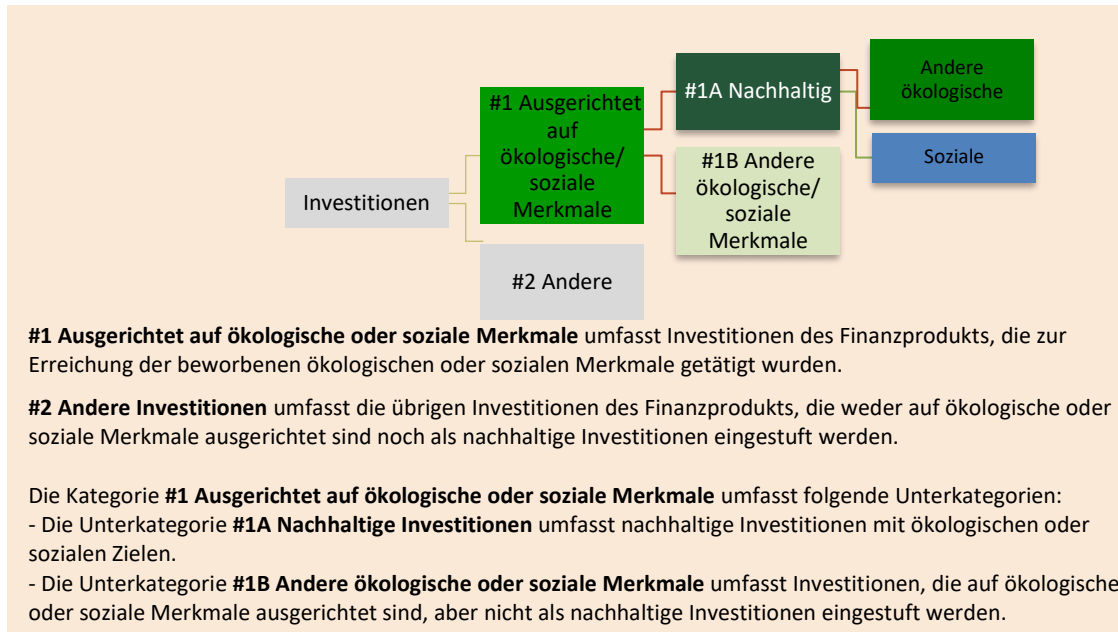 Investitionen
#1 Ausgerichtet
auf
ökologische/
soziale
Merkmale
#2 Andere
#1A Nachhaltig
#1B Andere
ökologische/
soziale
Merkmale
Andere
ökologische
Soziale
#1 Ausgerichtet auf ökologische oder soziale Merkmale umfasst Investitionen des Finanzprodukts, die zur
Erreichung der beworbenen ökologischen oder sozialen Merkmale getätigt wurden.
#2 Andere Investitionen umfasst die übrigen Investitionen des Finanzprodukts, die weder auf ökologische oder
soziale Merkmale ausgerichtet sind noch als nachhaltige Investitionen eingestuft werden.
Die Kategorie #1 Ausgerichtet auf ökologische oder soziale Merkmale umfasst folgende Unterkategorien:
- Die Unterkategorie #1A Nachhaltige Investitionen umfasst nachhaltige Investitionen mit ökologischen oder
sozialen Zielen.
- Die Unterkategorie #1B Andere ökologische oder soziale Merkmale umfasst Investitionen, die auf ökologische
oder soziale Merkmale ausgerichtet sind, aber nicht als nachhaltige Investitionen eingestuft werden.